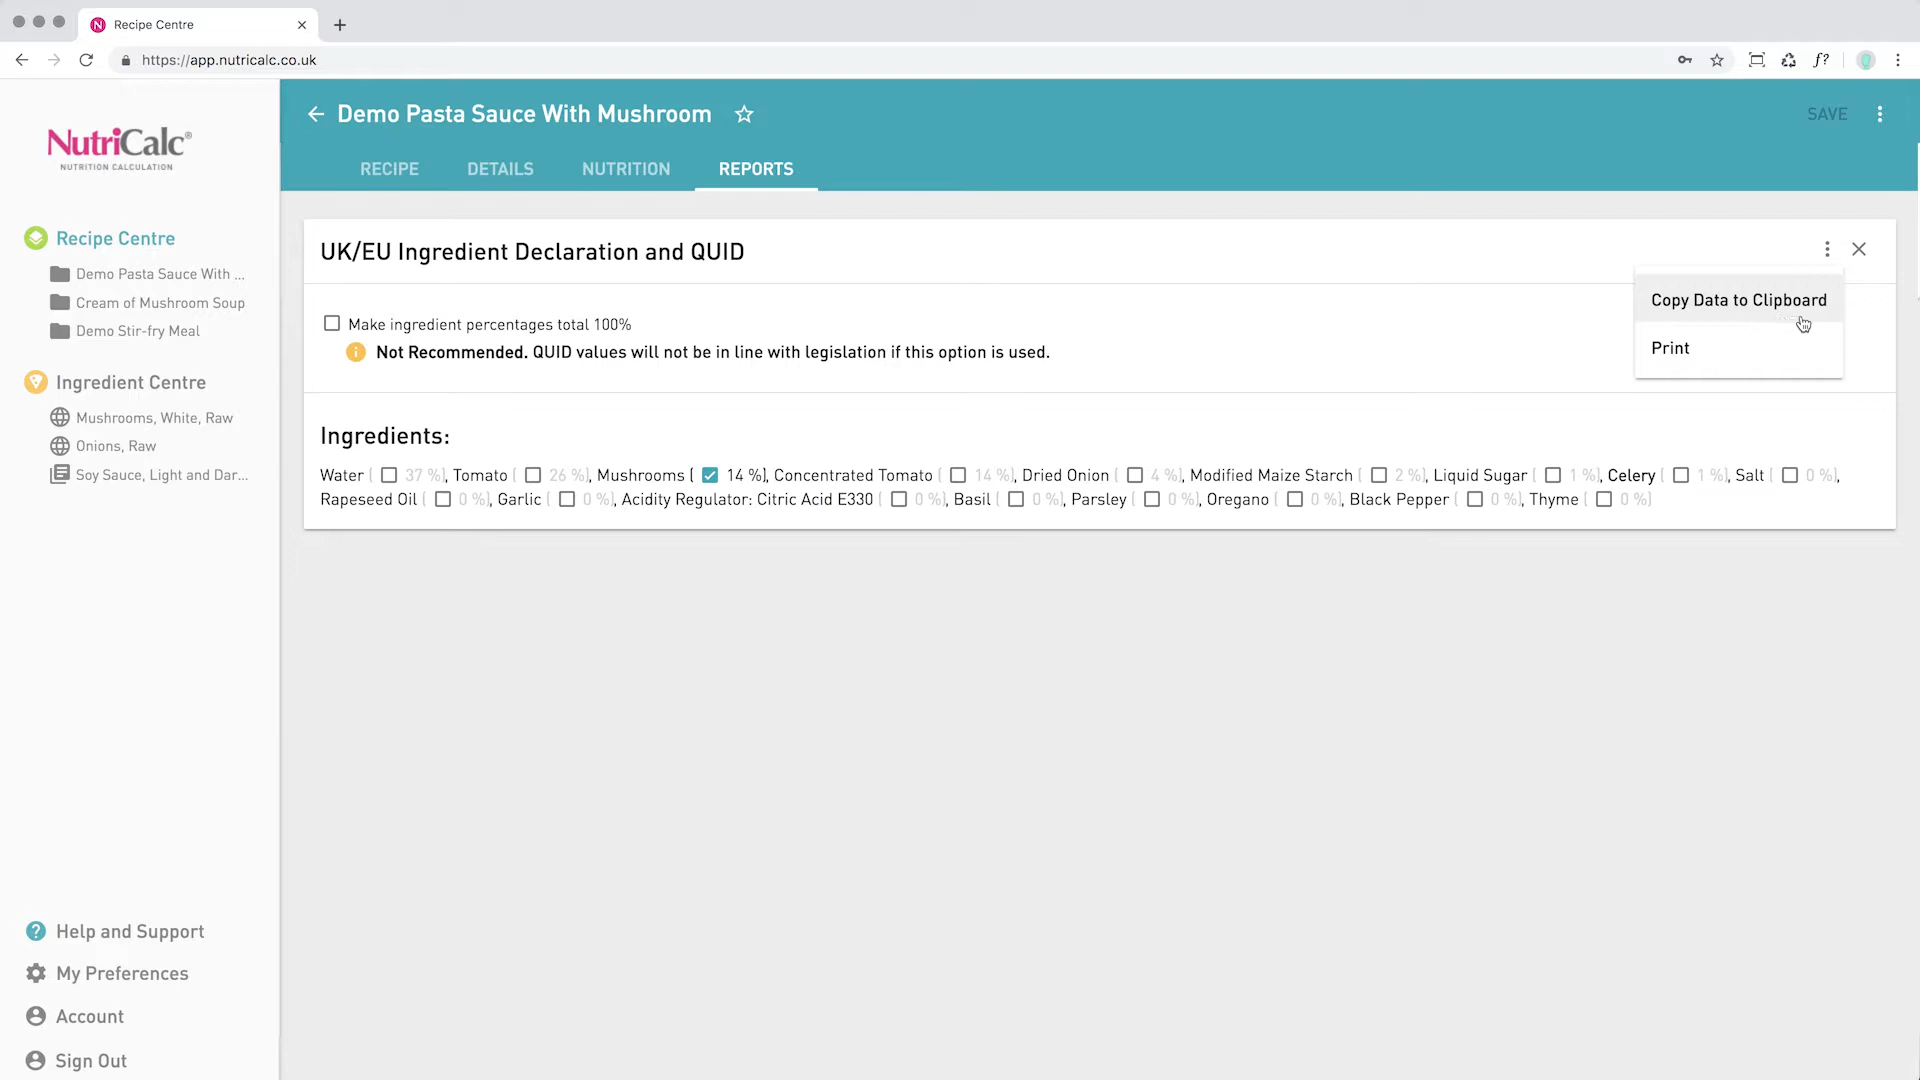 Recipe Centre
https://app.nutricalc.co.uk
f?
NutriCalc®
NUTRITION CALCULATION
Demo Pasta Sauce With Mushroom
SAVE
RECIPE DETAILS NUTRITION REPORTS
Recipe Centre
Demo Pasta Sauce With ...
Cream of Mushroom Soup
Demo Stir-fry Meal
Ingredient Centre
Mushrooms, White, Raw
Onions, Raw
Soy Sauce, Light and Dar...
Help and Support
My Preferences
Account
Sign Out
UK/EU Ingredient Declaration and QUID
Copy Data to Clipboard
Print
Make ingredient percentages total 100%
Not Recommended. QUID values will not be in line with legislation if this option is used.
Ingredients:
Water ( 37 %), Tomato ( 26 %), Mushrooms ( 14 %), Concentrated Tomato ( 14 %), Dried Onion ( 4 %), Modified Maize Starch ( 2 %), Liquid Sugar ( 1 %), Celery ( 1 %), Salt ( 0 %),
Rapeseed Oil ( 0 %), Garlic ( 0 %), Acidity Regulator: Citric Acid E330 ( 0 %), Basil ( 0 %), Parsley ( 0 %), Oregano ( 0 %), Black Pepper ( 0 %), Thyme ( 0 %)